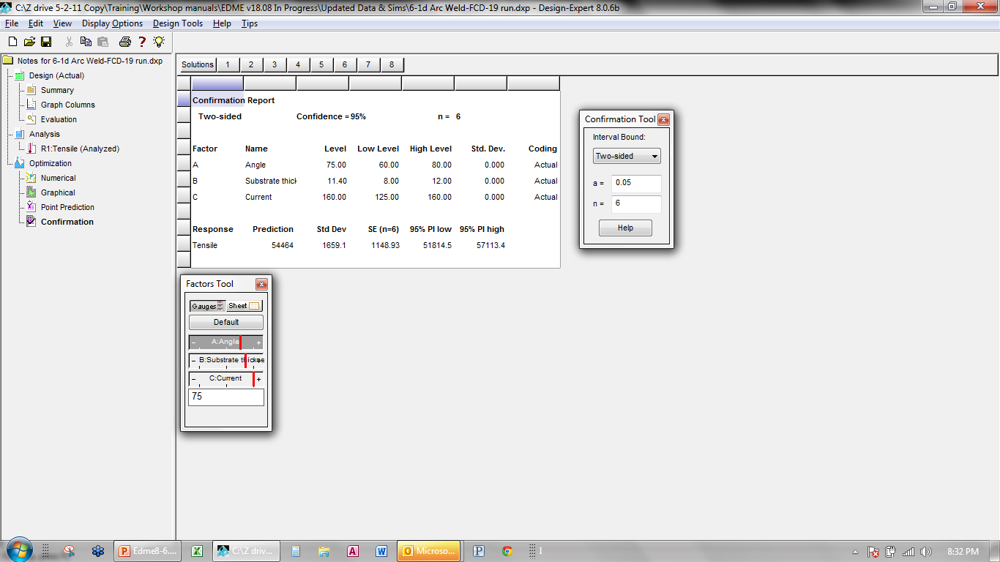 C:\Z drive 5-2-11 Copy\Training\Workshop manuals\EDME v18.08 In Progress\Updated Data & Sims\6-1d Arc Weld-FCD-19 run.dxp - Design-Expert 8.0.6b
File Edit View Display Options Design Tools Help Tips
Notes for 6-1d Arc Weld-FCD-19 run.dxp
Design (Actual)
Summary
Graph Columns
Evaluation
Analysis
R1:Tensile (Analyzed)
Optimization
Numerical
Graphical
Point Prediction
Confirmation
Solutions 1 2 3 4 5 6 7 8
Confirmation Report
Two-sided Confidence = 95% n = 6
Factor Name Level Low Level High Level Std. Dev. Coding
A Angle 75.00 60.00 80.00 0.000 Actual
B Substrate thick 11.40 8.00 12.00 0.000 Actual
C Current 160.00 125.00 160.00 0.000 Actual
Response Prediction Std Dev SE (n=6) 95% PI low 95% PI high
Tensile 54464 1659.1 1148.93 51814.5 57113.4
Confirmation Tool
Interval Bound:
Two-sided
a = 0.05
n = 6
Help
Factors Tool
Gauges Sheet
Default
− A:Angle +
− B:Substrate thickne +
− C:Current +
75
Edme8-6.... C:\Z driv... Microso... 8:32 PM